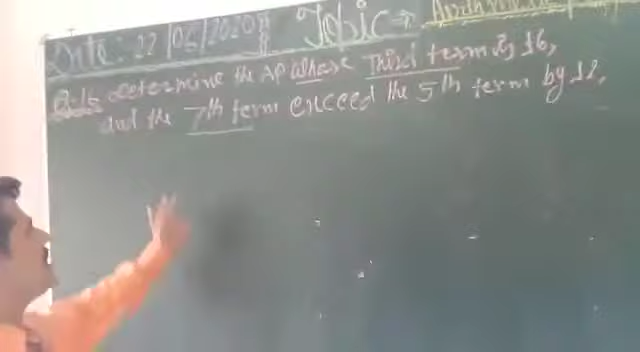 Date: 22/06/2020 Topic:
determine the AP whose Third term is 16,
and the 7th term exceed the 5th term by 12.